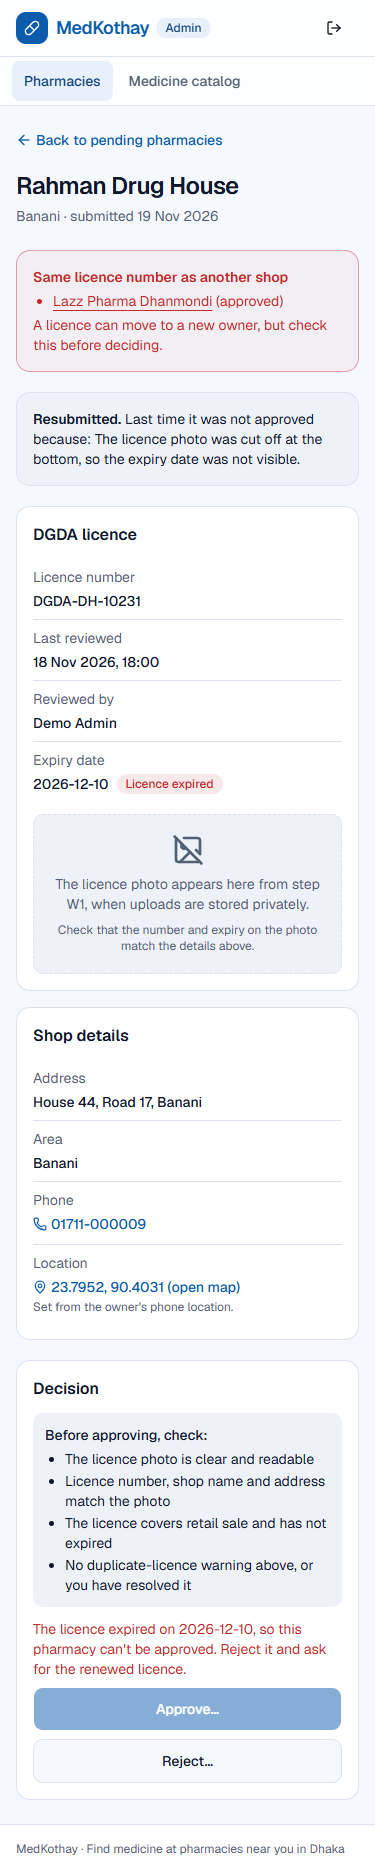 MedKothay Admin
Pharmacies Medicine catalog
Back to pending pharmacies
Rahman Drug House
Banani · submitted 19 Nov 2026
Same licence number as another shop
• Lazz Pharma Dhanmondi (approved)
A licence can move to a new owner, but check
this before deciding.
Resubmitted. Last time it was not approved
because: The licence photo was cut off at the
bottom, so the expiry date was not visible.
DGDA licence
Licence number
DGDA-DH-10231
Last reviewed
18 Nov 2026, 18:00
Reviewed by
Demo Admin
Expiry date
2026-12-10 Licence expired
The licence photo appears here from step
W1, when uploads are stored privately.
Check that the number and expiry on the photo
match the details above.
Shop details
Address
House 44, Road 17, Banani
Area
Banani
Phone
01711-000009
Location
23.7952, 90.4031 (open map)
Set from the owner's phone location.
Decision
Before approving, check:
• The licence photo is clear and readable
• Licence number, shop name and address
match the photo
• The licence covers retail sale and has not
expired
• No duplicate-licence warning above, or
you have resolved it
The licence expired on 2026-12-10, so this
pharmacy can't be approved. Reject it and ask
for the renewed licence.
Approve…
Reject…
MedKothay · Find medicine at pharmacies near you in Dhaka